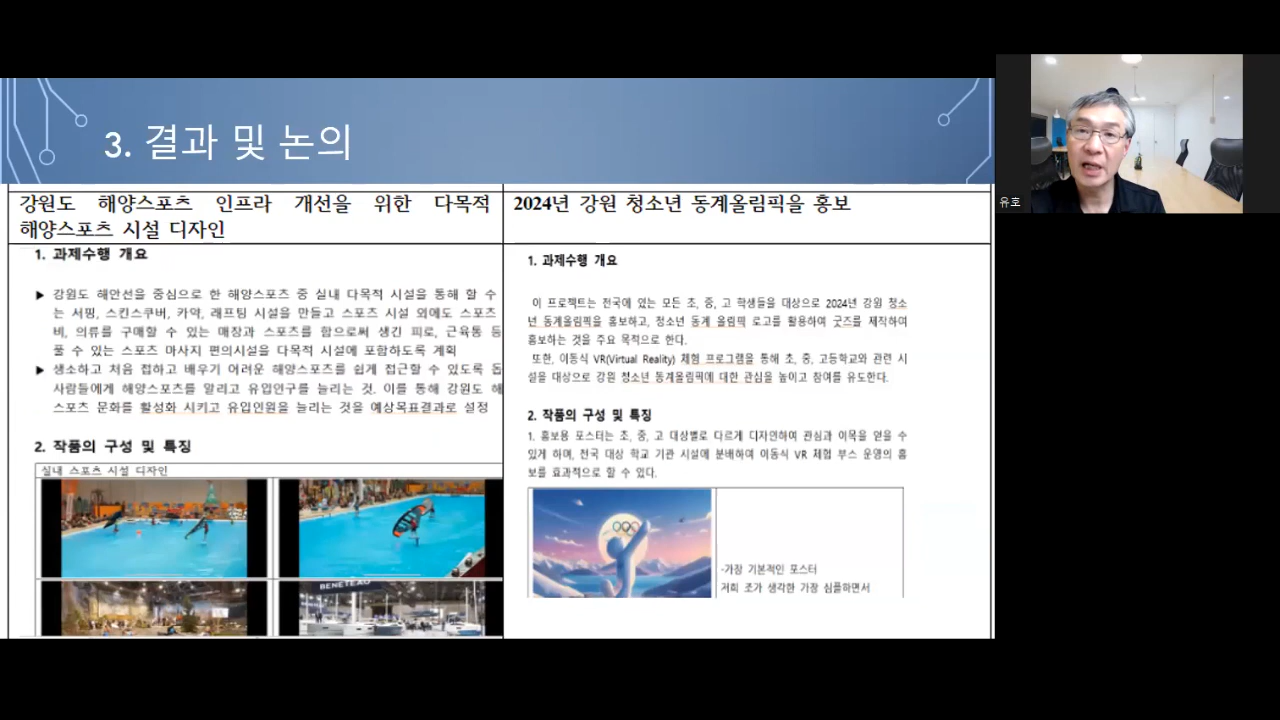 3. 결과 및 논의
유호
강원도 해양스포츠 인프라 개선을 위한 다목적
해양스포츠 시설 디자인
1. 과제수행 개요
▶ 강원도 해안선을 중심으로 한 해양스포츠 중 실내 다목적 시설을 통해 할 수
는 서핑, 스킨스쿠버, 카약, 래프팅 시설을 만들고 스포츠 시설 외에도 스포츠
비, 의류를 구매할 수 있는 매장과 스포츠를 함으로써 생긴 피로, 근육통 등
풀 수 있는 스포츠 마사지 편의시설을 다목적 시설에 포함하도록 계획
▶ 생소하고 처음 접하고 배우기 어려운 해양스포츠를 쉽게 접근할 수 있도록 돕
사람들에게 해양스포츠를 알리고 유입인구를 늘리는 것. 이를 통해 강원도 해
스포츠 문화를 활성화 시키고 유입인원을 늘리는 것을 예상목표결과로 설정
2. 작품의 구성 및 특징
실내 스포츠 시설 디자인
BENETEAU
2024년 강원 청소년 동계올림픽을 홍보
1. 과제수행 개요
이 프로젝트는 전국에 있는 모든 초, 중, 고 학생들을 대상으로 2024년 강원 청소
년 동계올림픽을 홍보하고, 청소년 동계 올림픽 로고를 활용하여 굿즈를 제작하여
홍보하는 것을 주요 목적으로 한다.
또한, 이동식 VR(Virtual Reality) 체험 프로그램을 통해 초, 중, 고등학교와 관련 시
설을 대상으로 강원 청소년 동계올림픽에 대한 관심을 높이고 참여를 유도한다.
2. 작품의 구성 및 특징
1. 홍보용 포스터는 초, 중, 고 대상별로 다르게 디자인하여 관심과 이목을 얻을 수
있게 하며, 전국 대상 학교 기관 시설에 분배하여 이동식 VR 체험 부스 운영의 홍
보를 효과적으로 할 수 있다.
-가장 기본적인 포스터
저희 조가 생각한 가장 심플하면서